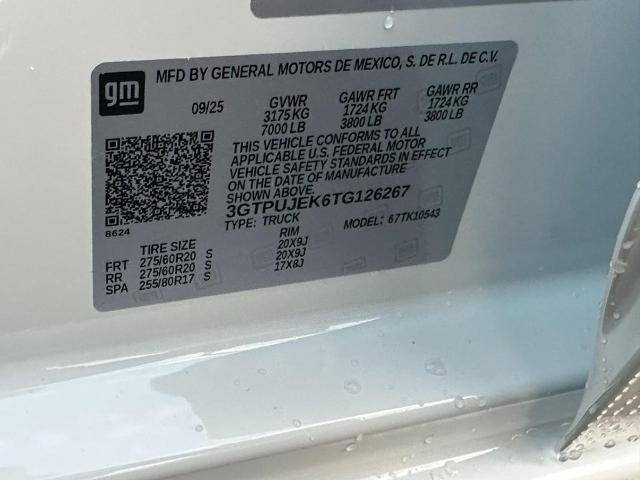 gm
MFD BY GENERAL MOTORS DE MEXICO, S. DE R.L. DE C.V.
09/25 GVWR GAWR FRT GAWR RR
3175 KG 1724 KG 1724 KG
7000 LB 3800 LB 3800 LB
THIS VEHICLE CONFORMS TO ALL
APPLICABLE U.S. FEDERAL MOTOR
VEHICLE SAFETY STANDARDS IN EFFECT
ON THE DATE OF MANUFACTURE
SHOWN ABOVE.
3GTPUJEK6TG126267
8624
TYPE: TRUCK MODEL: 67TK10543
TIRE SIZE RIM
FRT 275/60R20 S 20X9J
RR 275/60R20 S 20X9J
SPA 255/80R17 S 17X8J